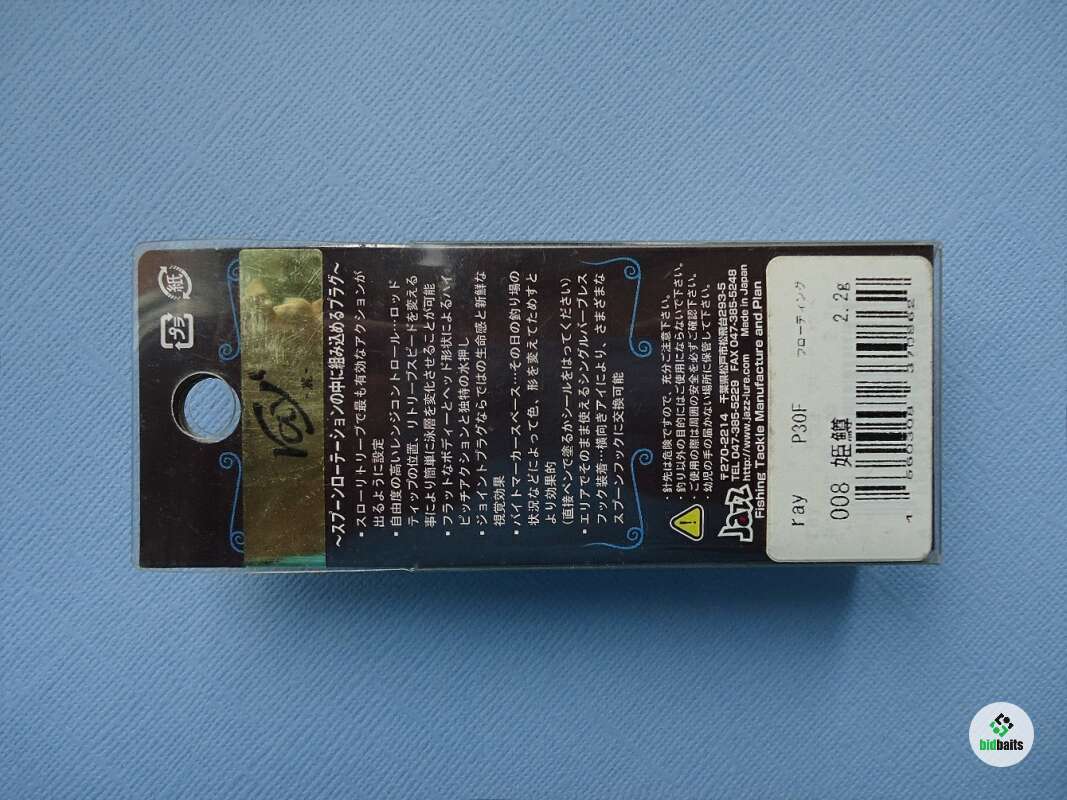 紙
プラ
ray
～スプーンローテーションの中に組み込めるプラグ～
・スローリトリーブで最も有効なアクションが
出るように設定
・自由度の高いレンジコントロール…ロッド
ティップの位置、リトリーブスピードを変える
事により簡単に泳層を変化させることが可能
・フラットなボディーとヘッド形状によるハイ
ピッチアクションと独特の水押し
・ジョイントプラグならではの生命感と新鮮な
視覚効果
・バイトマーカースペース…その日の釣り場の
状況などによって色、形を変えてためすと
より効果的
(直接ペンで塗るかシールをはってください)
・エリアでそのまま使えるシングルバーブレス
フック装着…横向きアイにより、さまざまな
スプーンフックに交換可能
・針先は危険ですので、充分ご注意下さい。
・釣り以外の目的にはご使用にならないで下さい。
・ご使用の際は周囲の安全を必ずご確認下さい。
・幼児の手の届かない場所に保管して下さい。
Jazz
〒270-2214 千葉県松戸市松飛台293-5
TEL 047-385-5229 FAX 047-385-5248
http://www.jazz-lure.com Made in Japan
Fishing Tackle Manufacture and Plan
ray P30F フローティング
008 姫鱒 2.2g
bidbaits